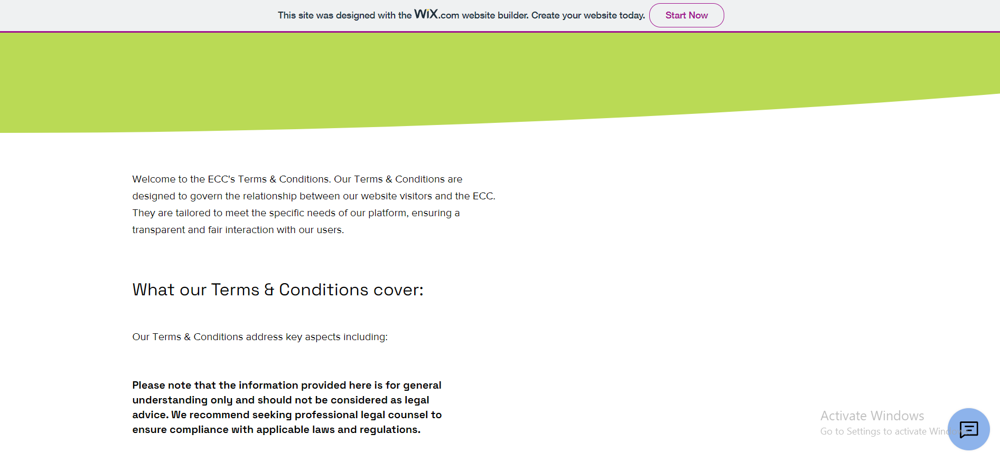 This site was designed with the WiX.com website builder. Create your website today. Start Now
Welcome to the ECC's Terms & Conditions. Our Terms & Conditions are
designed to govern the relationship between our website visitors and the ECC.
They are tailored to meet the specific needs of our platform, ensuring a
transparent and fair interaction with our users.
What our Terms & Conditions cover:
Our Terms & Conditions address key aspects including:
Please note that the information provided here is for general
understanding only and should not be considered as legal
advice. We recommend seeking professional legal counsel to
ensure compliance with applicable laws and regulations.
Activate Windows
Go to Settings to activate Windows.